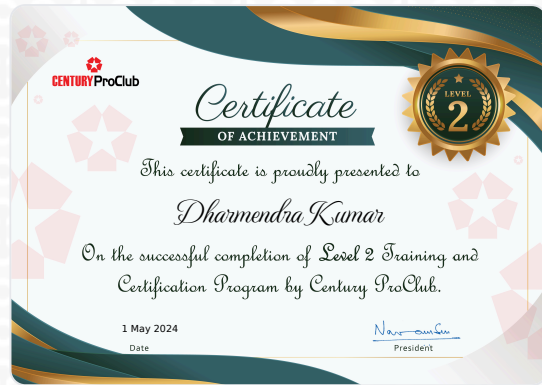 CENTURY ProClub
LEVEL
2
Certificate
OF ACHIEVEMENT
This certificate is proudly presented to
Dharmendra Kumar
On the successful completion of Level 2 Training and
Certification Program by Century ProClub.
1 May 2024
Date
President